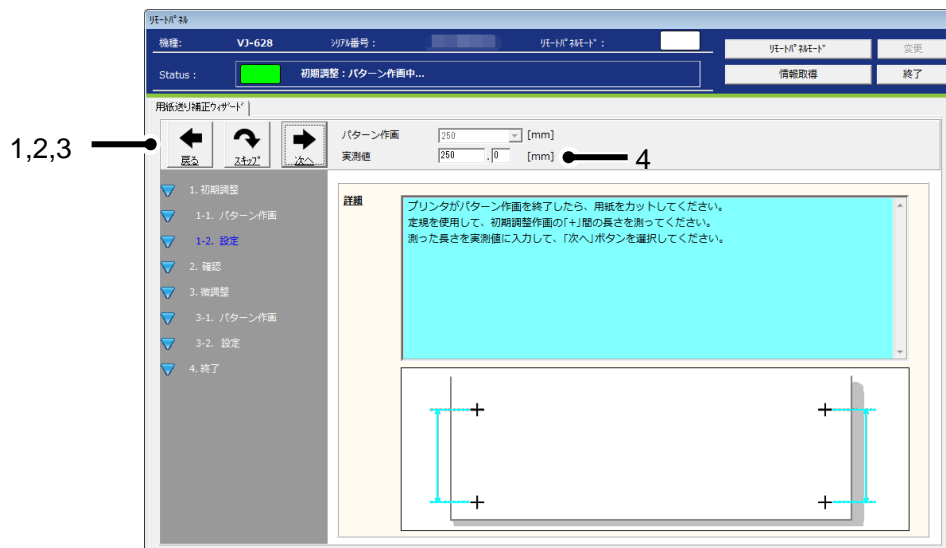 ﾘﾓｰﾄﾊﾟﾈﾙ
機種: VJ-628 ｼﾘｱﾙ番号： ﾘﾓｰﾄﾊﾟﾈﾙﾓｰﾄﾞ：
ﾘﾓｰﾄﾊﾟﾈﾙﾓｰﾄﾞ 変更
Status : 初期調整：パターン作画中...
情報取得 終了
用紙送り補正ｳｨｻﾞｰﾄﾞ
1,2,3
戻る ｽｷｯﾌﾟ 次へ
パターン作画 250 [mm]
実測値 250 . 0 [mm] 4
1. 初期調整
1-1. パターン作画
1-2. 設定
2. 確認
3. 微調整
3-1. パターン作画
3-2. 設定
4. 終了
詳細
プリンタがパターン作画を終了したら、用紙をカットしてください。
定規を使用して、初期調整作画の「+」間の長さを測ってください。
測った長さを実測値に入力して、「次へ」ボタンを選択してください。